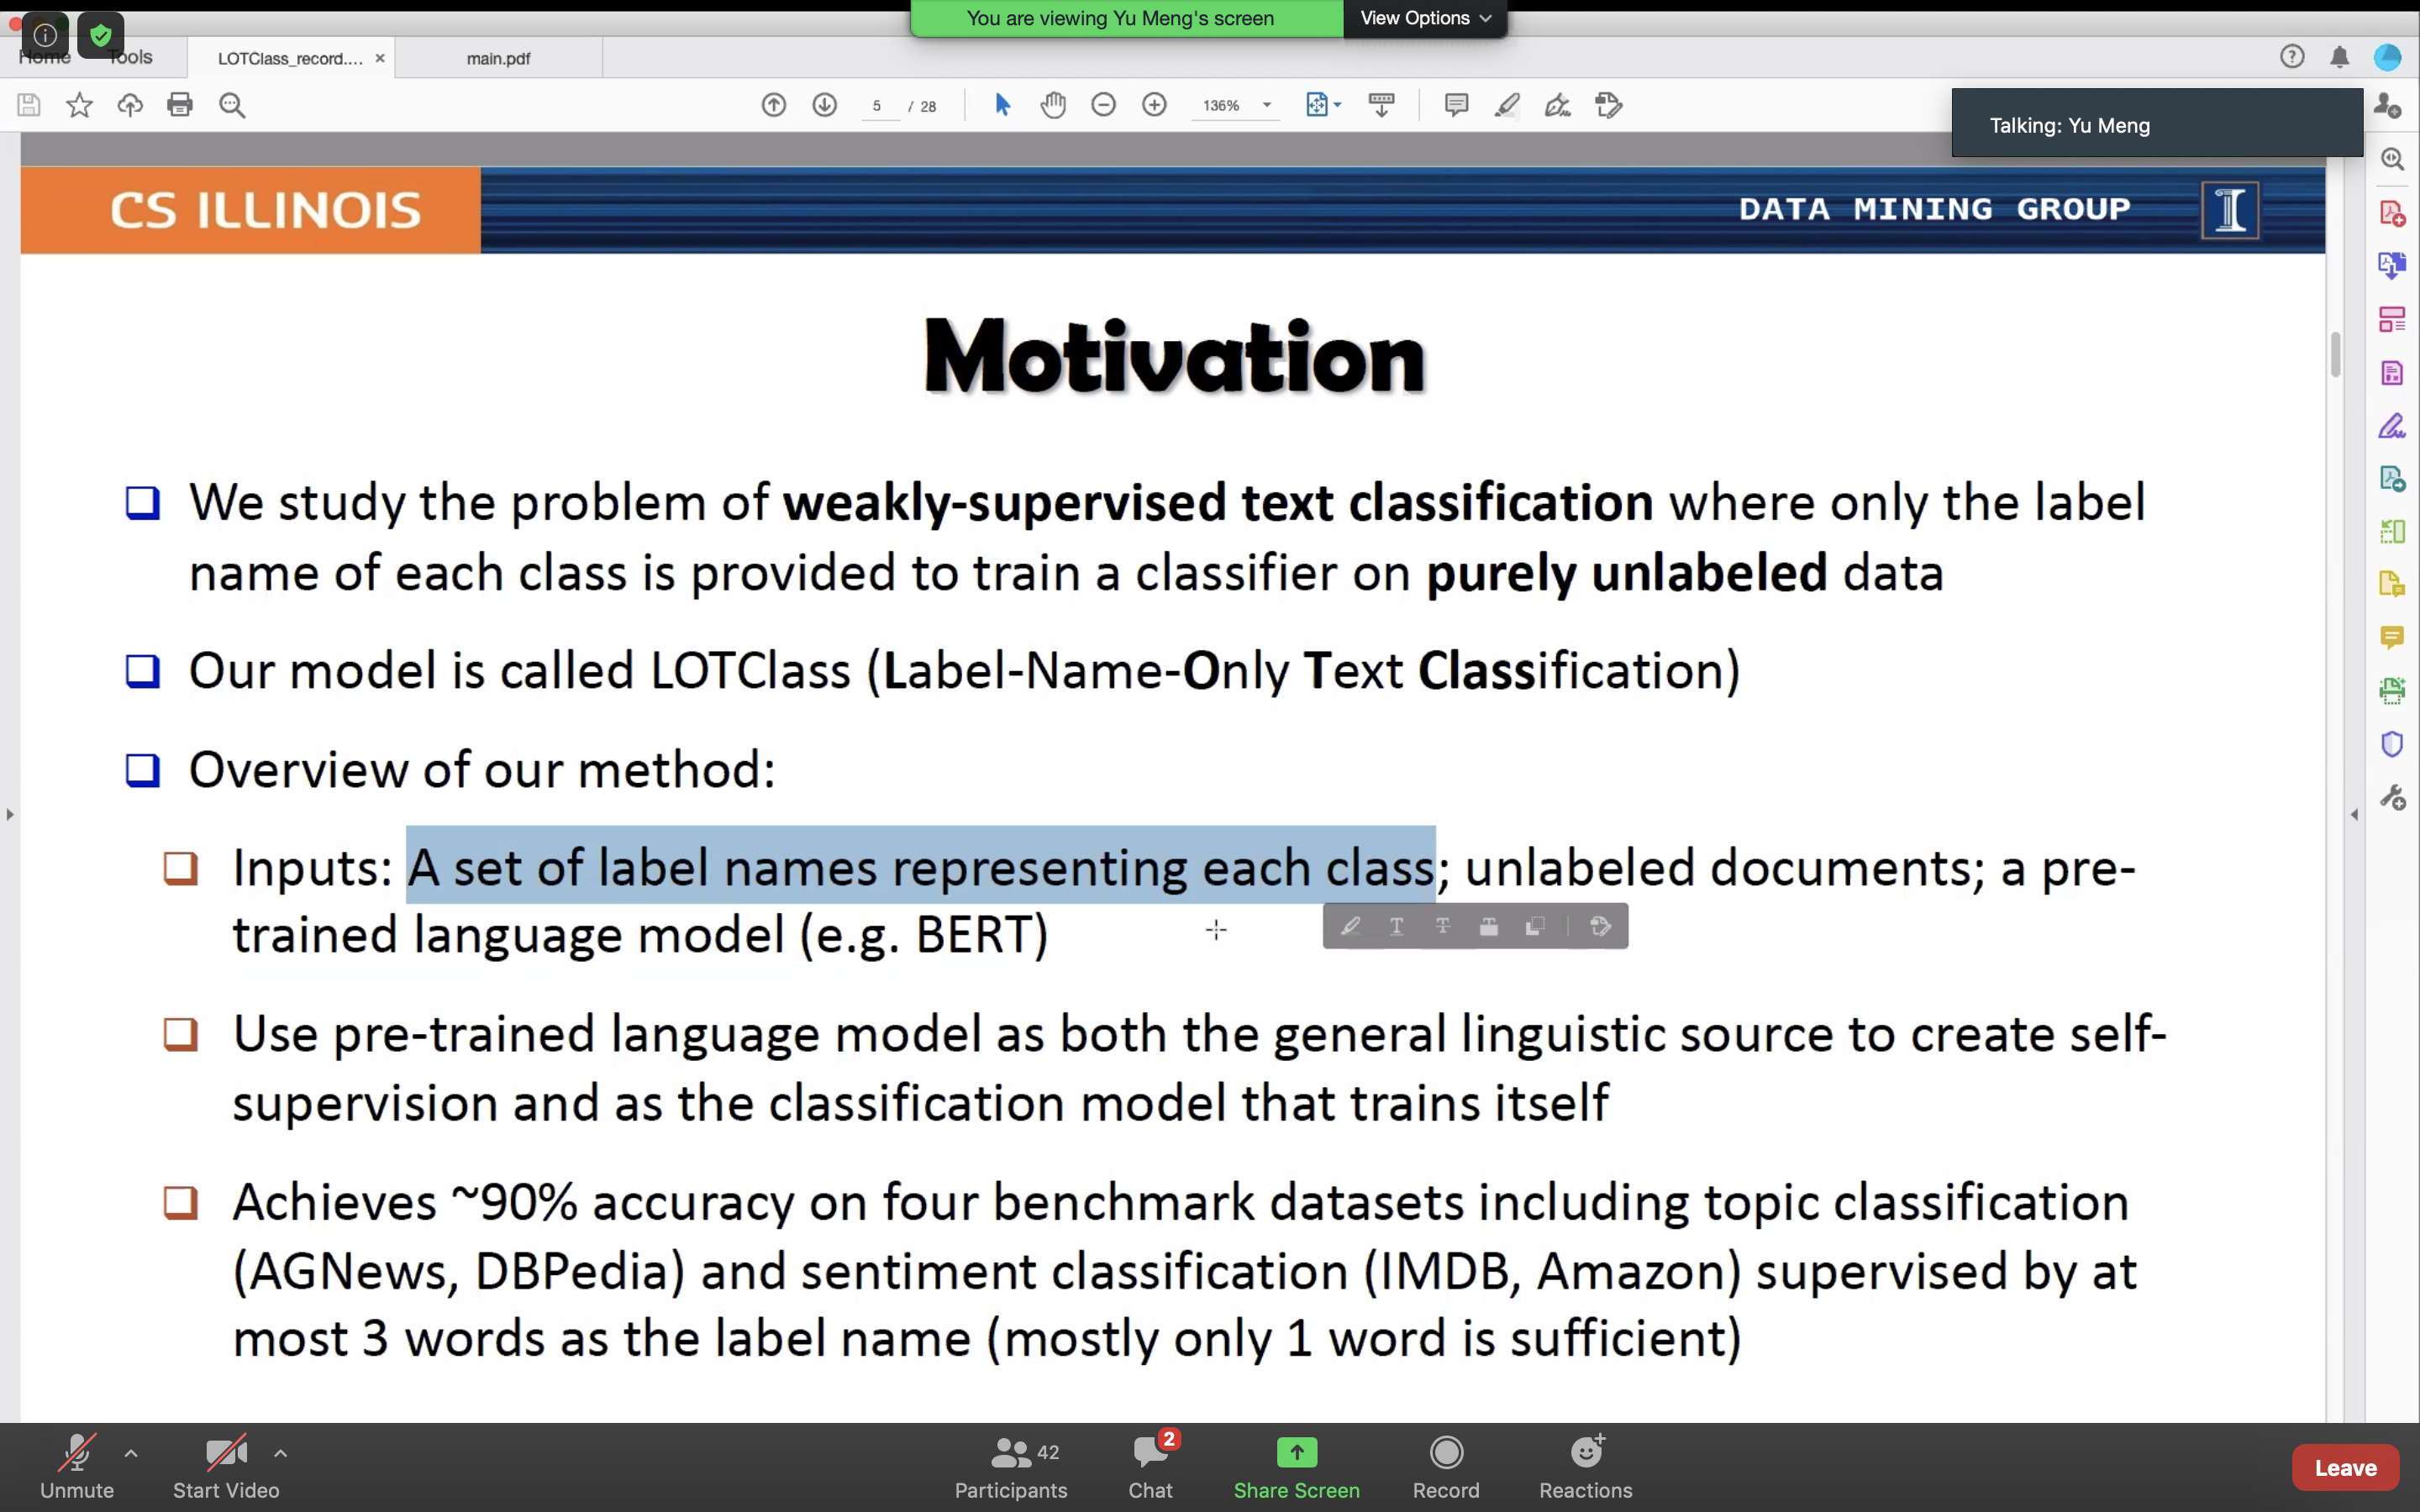 You are viewing Yu Meng's screen
View Options
Home
Tools
LOTClass_record....
main.pdf
5 / 28
136%
Talking: Yu Meng
CS ILLINOIS
DATA MINING GROUP
Motivation
We study the problem of weakly-supervised text classification where only the label
name of each class is provided to train a classifier on purely unlabeled data
Our model is called LOTClass (Label-Name-Only Text Classification)
Overview of our method:
Inputs: A set of label names representing each class; unlabeled documents; a pre-
trained language model (e.g. BERT)
Use pre-trained language model as both the general linguistic source to create self-
supervision and as the classification model that trains itself
Achieves ~90% accuracy on four benchmark datasets including topic classification
(AGNews, DBPedia) and sentiment classification (IMDB, Amazon) supervised by at
most 3 words as the label name (mostly only 1 word is sufficient)
42
2
Unmute
Start Video
Participants
Chat
Share Screen
Record
Reactions
Leave